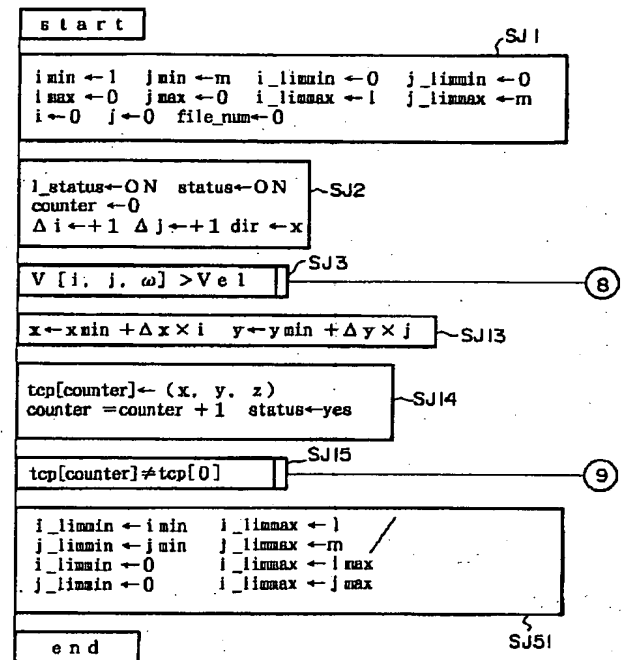 start
SJ1
imin ←l jmin ←m i_limmin ←0 j_limmin ←0
imax ←0 jmax ←0 i_limmax ←l j_limmax ←m
i←0 j←0 file_num←0
l_status←ON status←ON
SJ2
counter ←0
Δi←+1 Δj←+1 dir ←x
SJ3
V [i, j, ω] >Vel
8
x←xmin +Δx×i y←ymin +Δy×j
SJ13
tcp[counter]← (x, y, z)
SJ14
counter =counter +1 status←yes
SJ15
tcp[counter]≠tcp[0]
9
i_limmin ←imin i_limmax ←l
j_limmin ←jmin j_limmax ←m
i_limmin ←0 i_limmax ←imax
j_limmin ←0 i_limmax ←jmax
SJ51
end